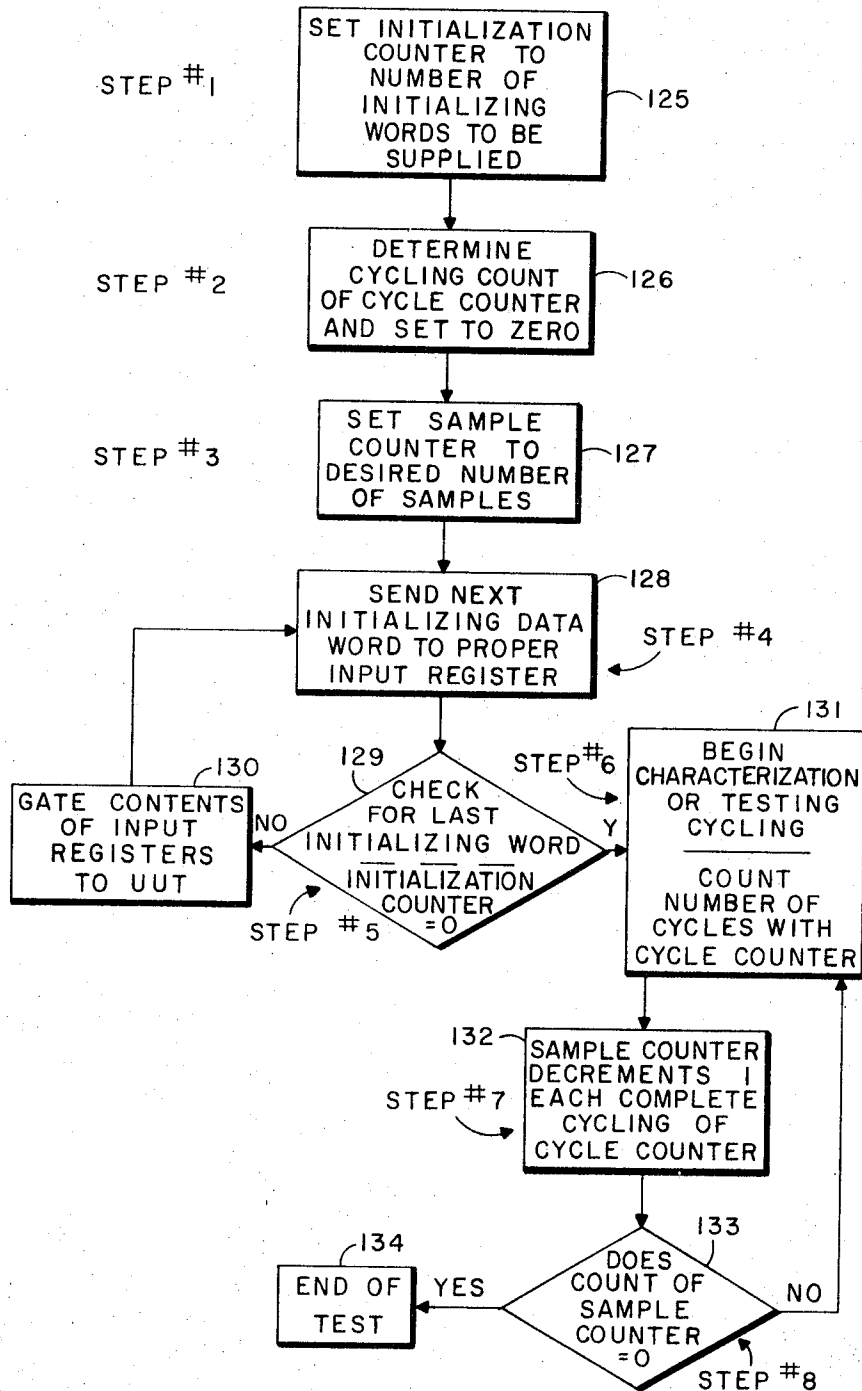 STEP #1
SET INITIALIZATION
COUNTER TO
NUMBER OF
INITIALIZING
WORDS TO BE
SUPPLIED
125
STEP #2
DETERMINE
CYCLING COUNT
OF CYCLE COUNTER
AND SET TO ZERO
126
STEP #3
SET SAMPLE
COUNTER TO
DESIRED NUMBER
OF SAMPLES
127
SEND NEXT
INITIALIZING DATA
WORD TO PROPER
INPUT REGISTER
128
STEP #4
129
CHECK
FOR LAST
INITIALIZING WORD
INITIALIZATION
COUNTER
=0
STEP #5
NO
Y
130
GATE CONTENTS
OF INPUT
REGISTERS
TO UUT
STEP #6
131
BEGIN
CHARACTERIZATION
OR TESTING
CYCLING
COUNT
NUMBER OF
CYCLES WITH
CYCLE COUNTER
132
SAMPLE COUNTER
DECREMENTS 1
EACH COMPLETE
CYCLING OF
CYCLE COUNTER
STEP #7
133
DOES
COUNT OF
SAMPLE
COUNTER
=0
STEP #8
YES
NO
134
END OF
TEST